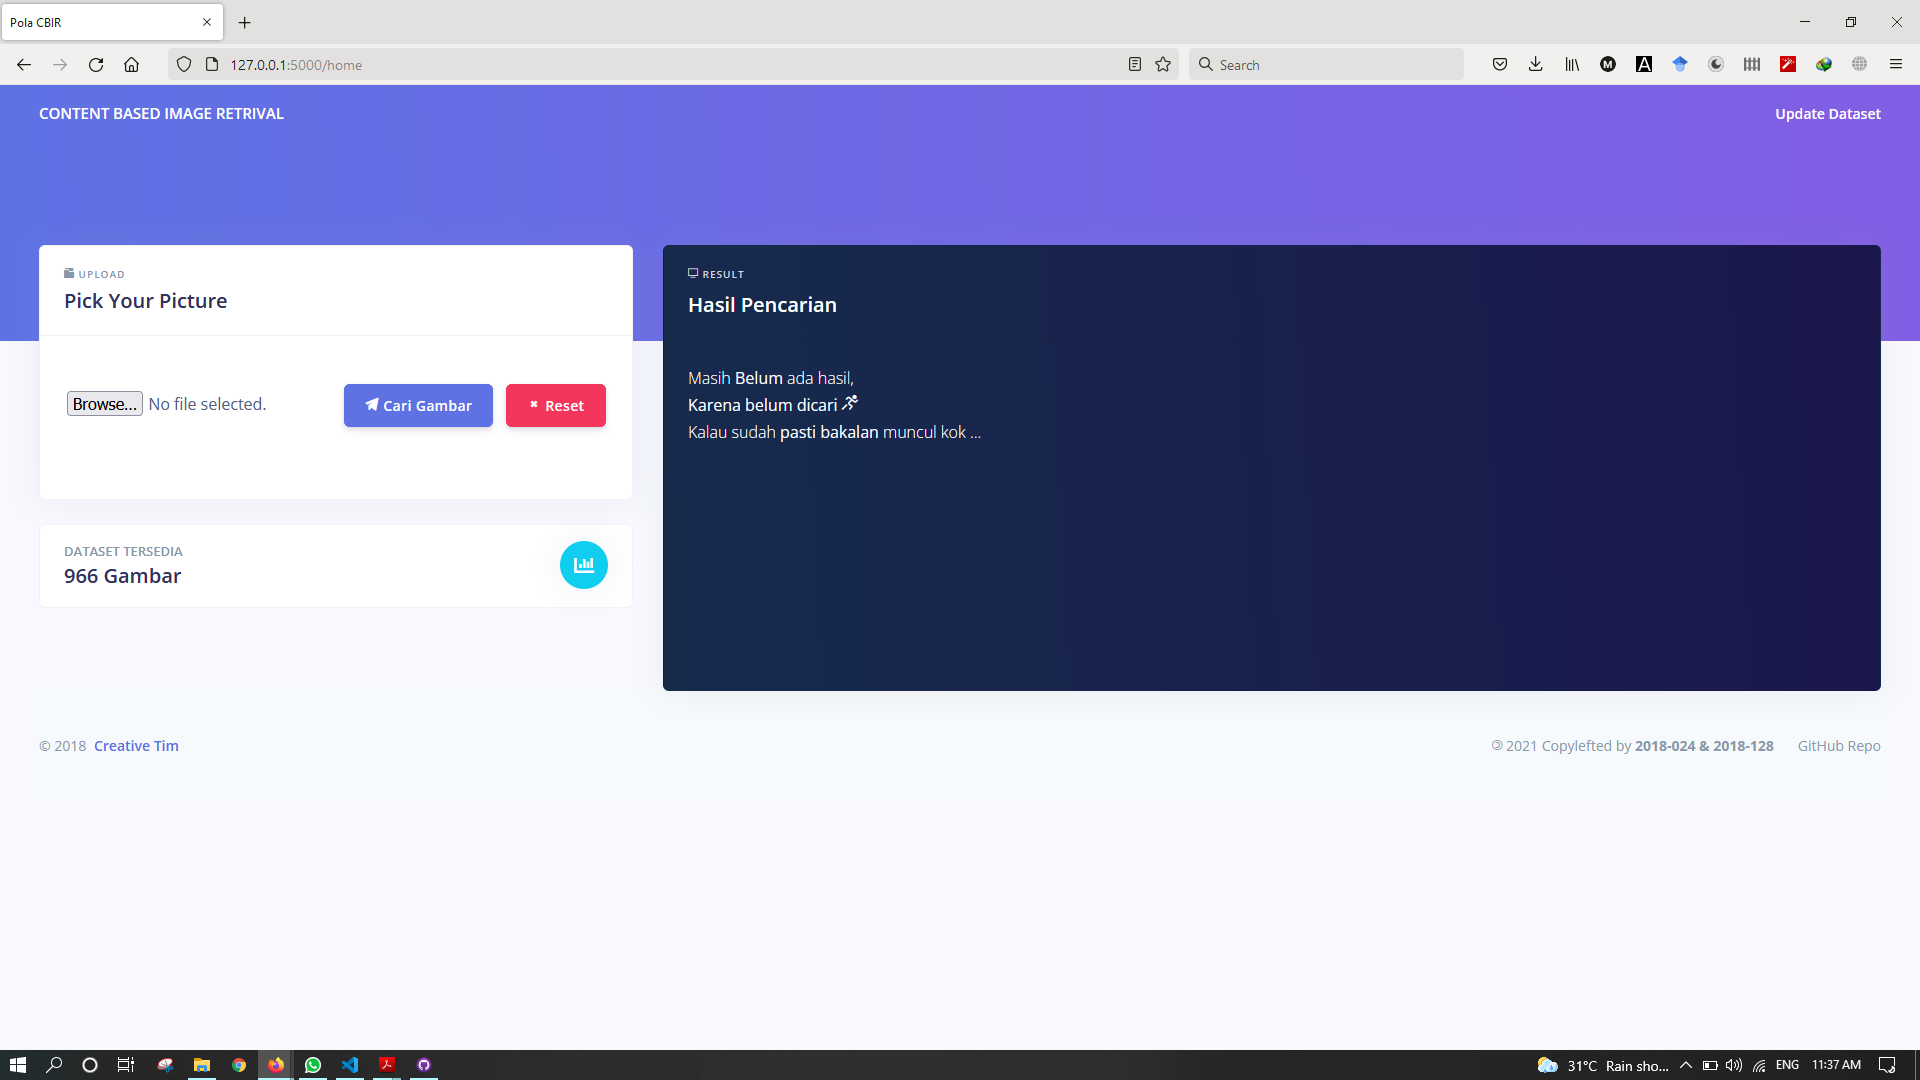 Pola CBIR
127.0.0.1:5000/home
Search
CONTENT BASED IMAGE RETRIVAL
Update Dataset
UPLOAD
Pick Your Picture
Browse... No file selected.
Cari Gambar
Reset
DATASET TERSEDIA
966 Gambar
RESULT
Hasil Pencarian
Masih Belum ada hasil,
Karena belum dicari
Kalau sudah pasti bakalan muncul kok ...
© 2018 Creative Tim
🄯 2021 Copylefted by 2018-024 & 2018-128
GitHub Repo
31°C Rain sho...
ENG
11:37 AM